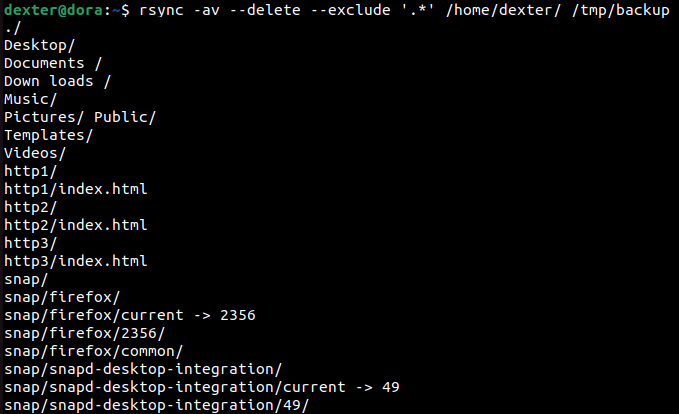 dexter@dora:~$ rsync -av --delete --exclude '.*' /home/dexter/ /tmp/backup
./
Desktop/
Documents /
Down loads /
Music/
Pictures/ Public/
Templates/
Videos/
http1/
http1/index.html
http2/
http2/index.html
http3/
http3/index.html
snap/
snap/firefox/
snap/firefox/current -> 2356
snap/firefox/2356/
snap/firefox/common/
snap/snapd-desktop-integration/
snap/snapd-desktop-integration/current -> 49
snap/snapd-desktop-integration/49/